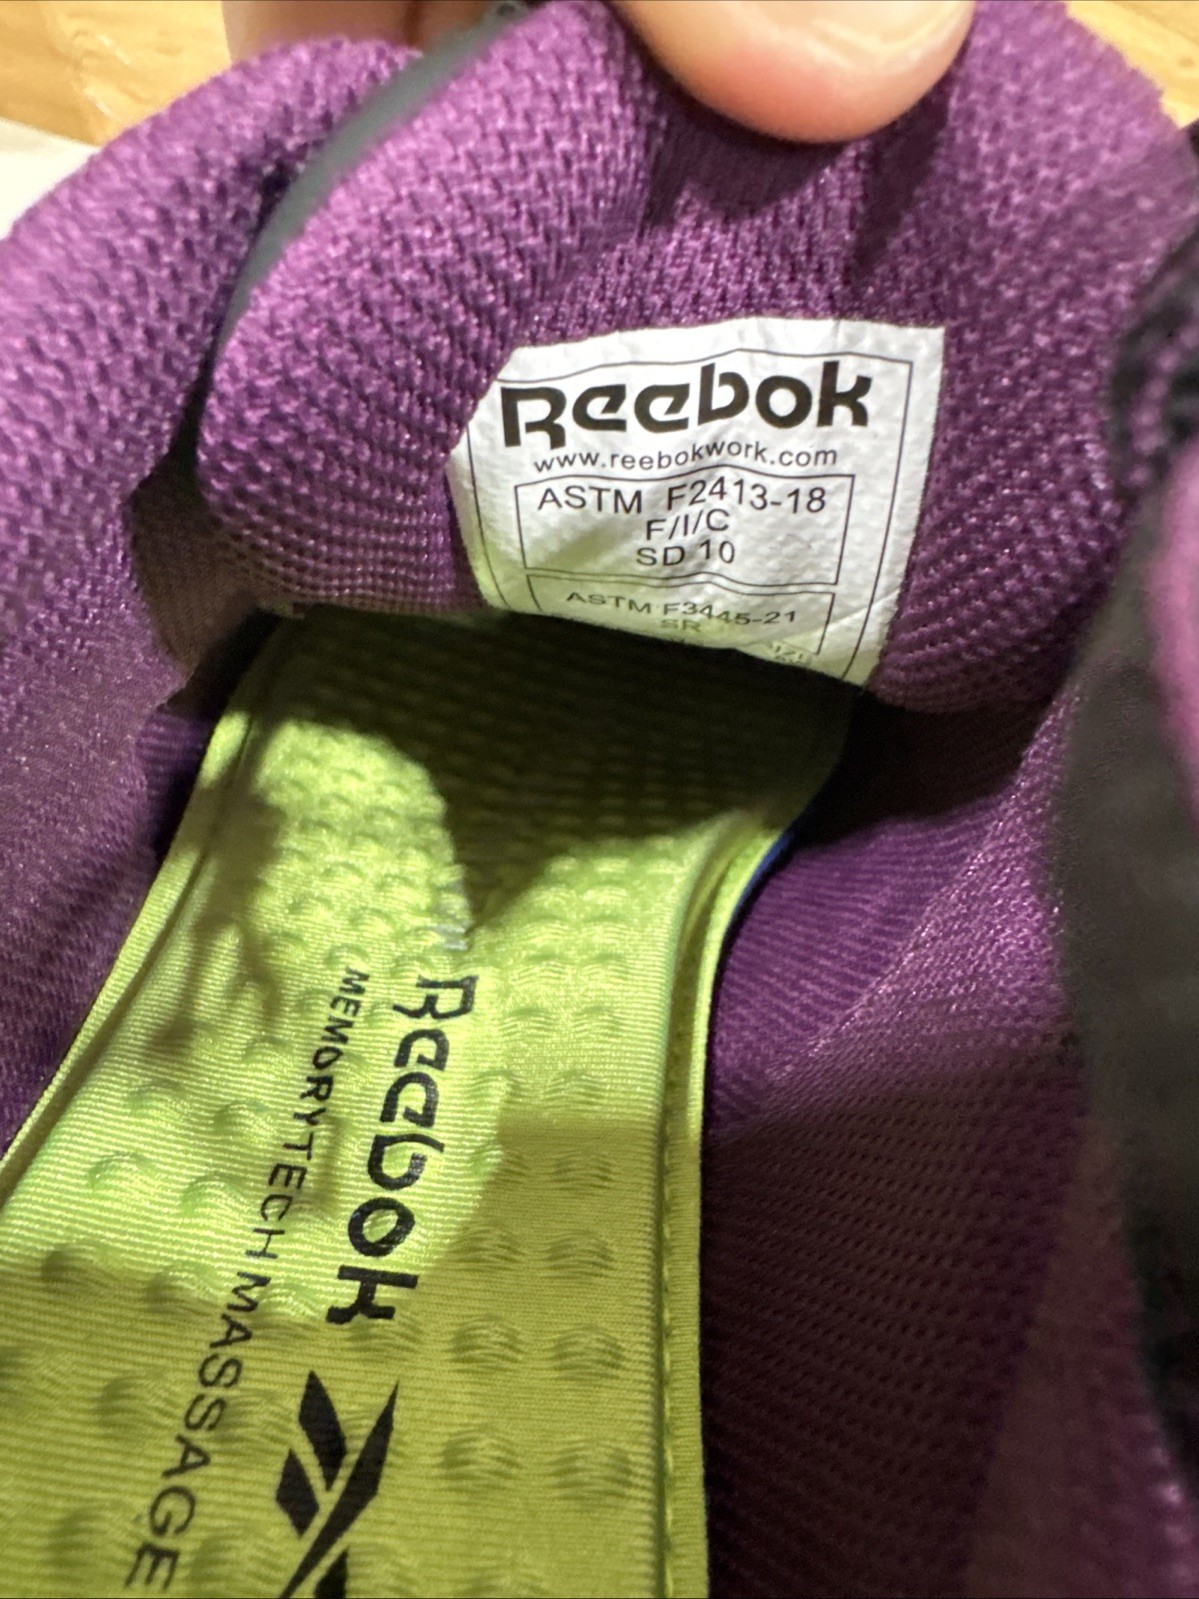 Reebok
www.reebokwork.com
ASTM F2413-18
F/I/C
SD 10
ASTM F3445-21
SR
Reebok
MEMORYTECH MASSAGE